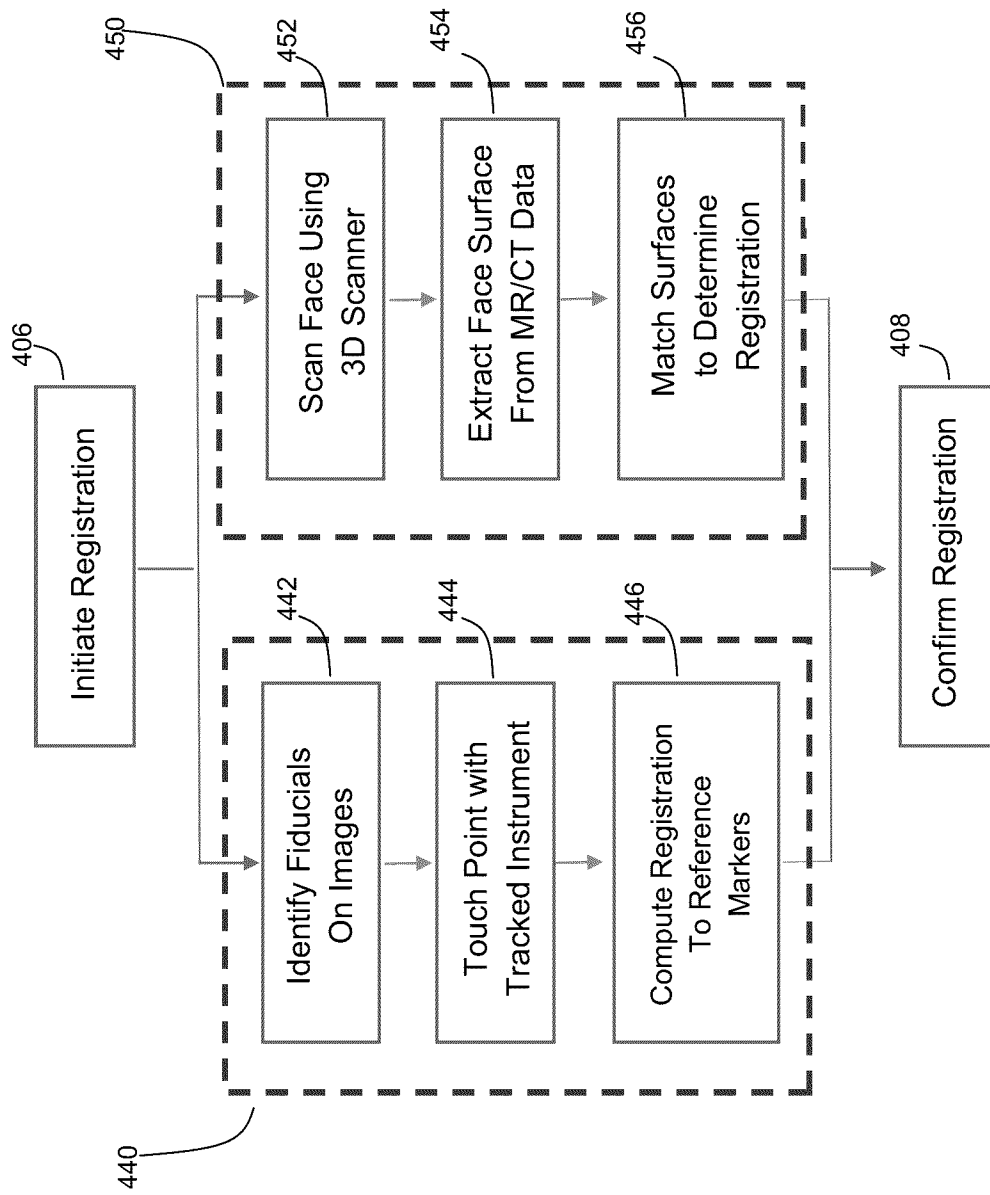 406
Initiate Registration
440
442
Identify Fiducials
On Images
444
Touch Point with
Tracked Instrument
446
Compute Registration
To Reference
Markers
450
452
Scan Face Using
3D Scanner
454
Extract Face Surface
From MR/CT Data
456
Match Surfaces
to Determine
Registration
408
Confirm Registration